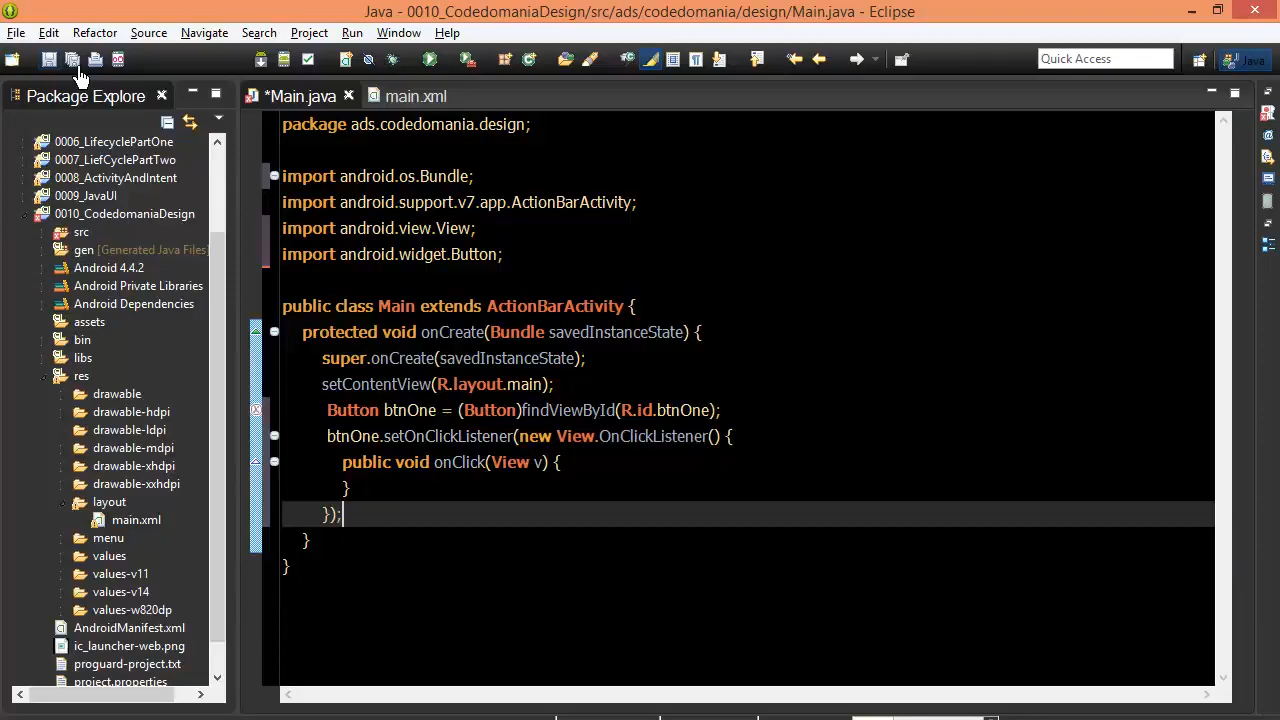 Java - 0010_CodedomaniaDesign/src/ads/codedomania/design/Main.java - Eclipse
File Edit Refactor Source Navigate Search Project Run Window Help
Quick Access
Java
Package Explore
*Main.java
main.xml
0006_LifecyclePartOne
0007_LiefCyclePartTwo
0008_ActivityAndIntent
0009_JavaUI
0010_CodedomaniaDesign
src
gen [Generated Java Files]
Android 4.4.2
Android Private Libraries
Android Dependencies
assets
bin
libs
res
drawable
drawable-hdpi
drawable-ldpi
drawable-mdpi
drawable-xhdpi
drawable-xxhdpi
layout
main.xml
menu
values
values-v11
values-v14
values-w820dp
AndroidManifest.xml
ic_launcher-web.png
proguard-project.txt
project.properties
package ads.codedomania.design;
import android.os.Bundle;
import android.support.v7.app.ActionBarActivity;
import android.view.View;
import android.widget.Button;
public class Main extends ActionBarActivity {
protected void onCreate(Bundle savedInstanceState) {
super.onCreate(savedInstanceState);
setContentView(R.layout.main);
Button btnOne = (Button)findViewById(R.id.btnOne);
btnOne.setOnClickListener(new View.OnClickListener() {
public void onClick(View v) {
}
});
}
}